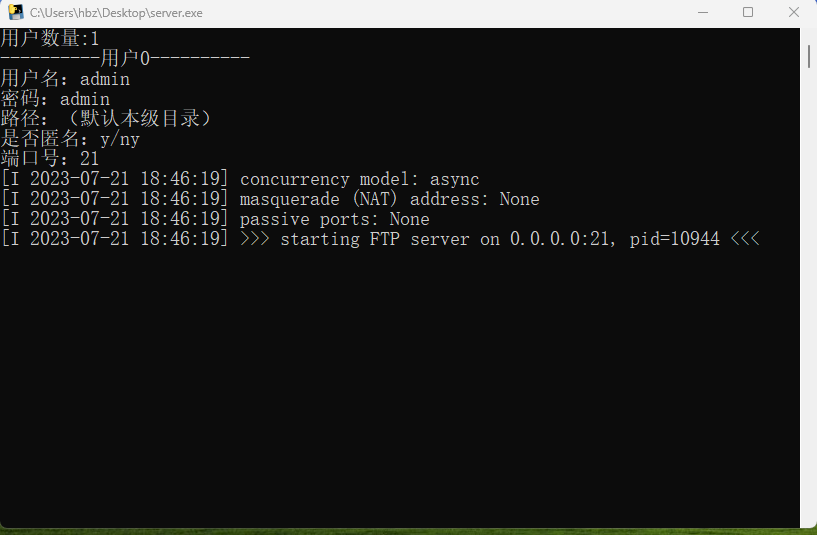 C:\Users\hbz\Desktop\server.exe
用户数量:1
----------用户0----------
用户名: admin
密码: admin
路径: （默认本级目录）
是否匿名: y/ny
端口号: 21
[I 2023-07-21 18:46:19] concurrency model: async
[I 2023-07-21 18:46:19] masquerade (NAT) address: None
[I 2023-07-21 18:46:19] passive ports: None
[I 2023-07-21 18:46:19] >>> starting FTP server on 0.0.0.0:21, pid=10944 <<<